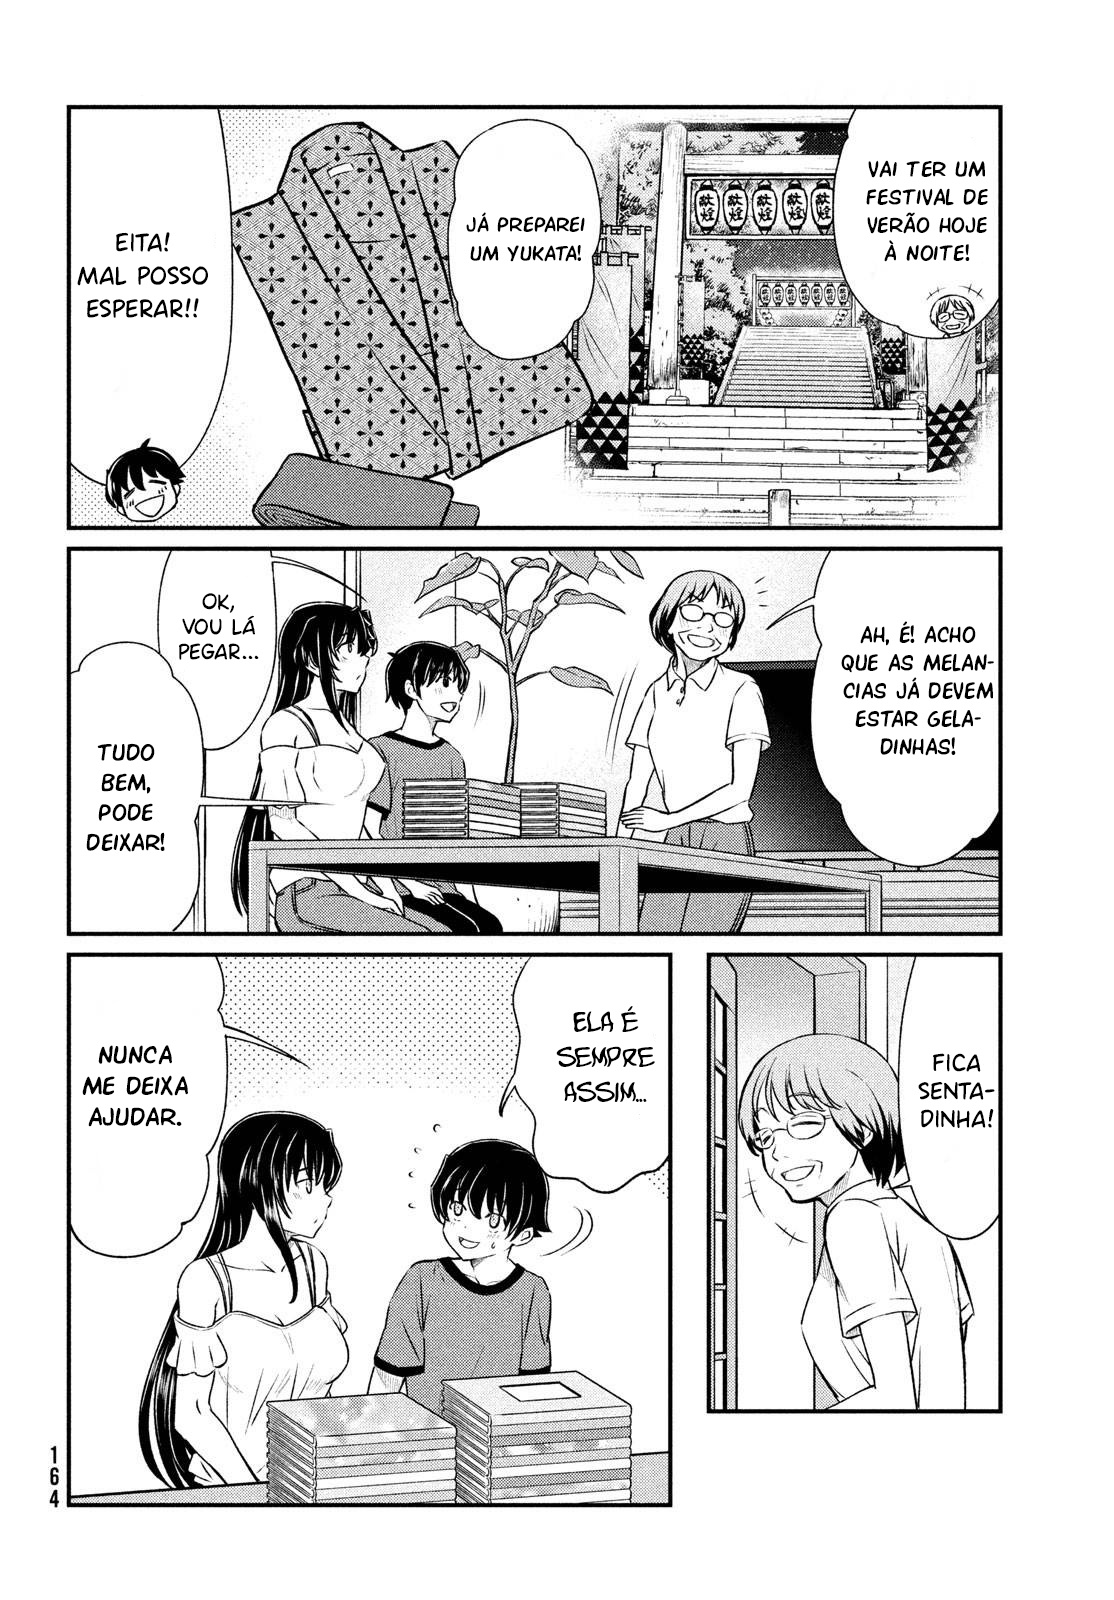 VAI TER UM
FESTIVAL DE
VERÃO HOJE
À NOITE!
JÁ PREPAREI
UM YUKATA!
EITA!
MAL POSSO
ESPERAR!!
AH, É! ACHO
QUE AS MELAN-
CIAS JÁ DEVEM
ESTAR GELA-
DINHAS!
OK,
VOU LÁ
PEGAR...
TUDO
BEM,
PODE
DEIXAR!
FICA
SENTA-
DINHA!
ELA É
SEMPRE
ASSIM...
NUNCA
ME DEIXA
AJUDAR.
164